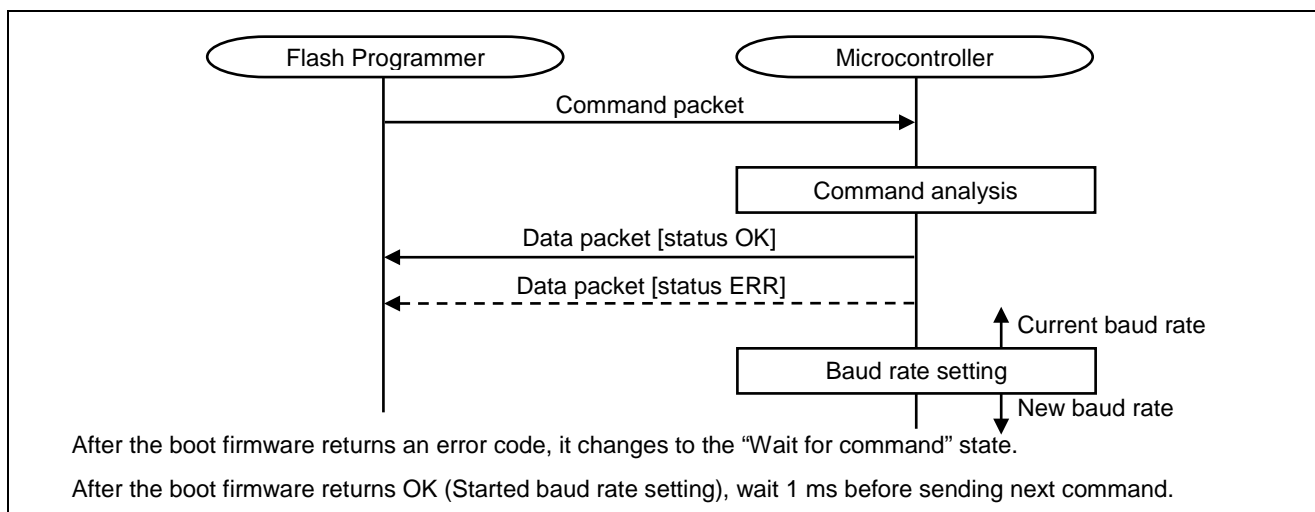 Flash Programmer
Microcontroller
Command packet
Command analysis
Data packet [status OK]
Data packet [status ERR]
Current baud rate
Baud rate setting
New baud rate
After the boot firmware returns an error code, it changes to the “Wait for command” state.
After the boot firmware returns OK (Started baud rate setting), wait 1 ms before sending next command.